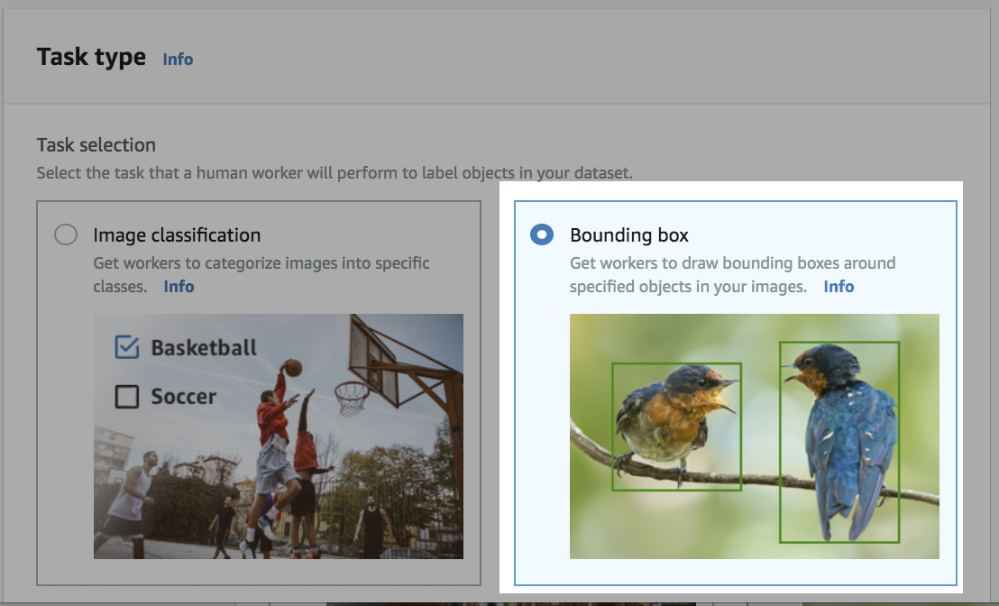 Task type Info
Task selection
Select the task that a human worker will perform to label objects in your dataset.
Image classification
Get workers to categorize images into specific
classes. Info
Basketball
Soccer
Bounding box
Get workers to draw bounding boxes around
specified objects in your images. Info